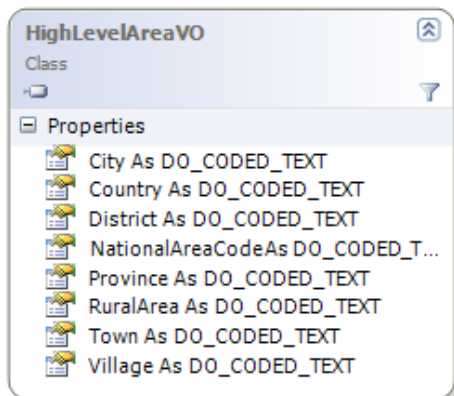 HighLevelAreaVO
Class
Properties
City As DO_CODED_TEXT
Country As DO_CODED_TEXT
District As DO_CODED_TEXT
NationalAreaCodeAs DO_CODED_T...
Province As DO_CODED_TEXT
RuralArea As DO_CODED_TEXT
Town As DO_CODED_TEXT
Village As DO_CODED_TEXT